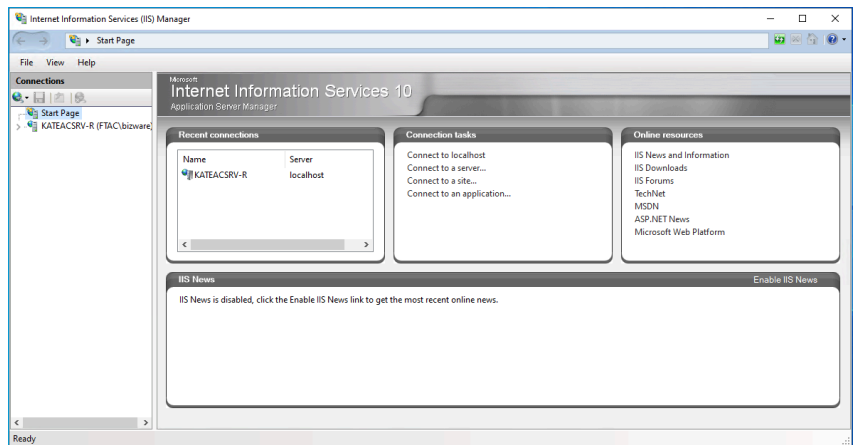 Internet Information Services (IIS) Manager
Start Page
File View Help
Connections
Start Page
KATEACSRV-R (FTAC\bizware)
Microsoft
Internet Information Services 10
Application Server Manager
Recent connections
Name Server
KATEACSRV-R localhost
Connection tasks
Connect to localhost
Connect to a server...
Connect to a site...
Connect to an application...
Online resources
IIS News and Information
IIS Downloads
IIS Forums
TechNet
MSDN
ASP.NET News
Microsoft Web Platform
IIS News Enable IIS News
IIS News is disabled, click the Enable IIS News link to get the most recent online news.
Ready